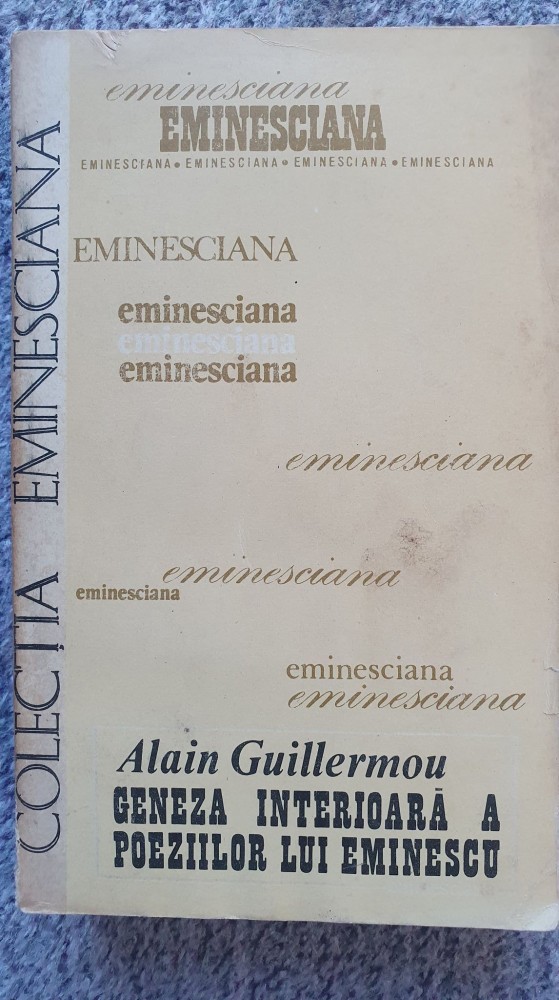 COLECȚIA EMINESCIANA
eminesciana
EMINESCIANA
EMINESCIANA • EMINESCIANA • EMINESCIANA • EMINESCIANA
EMINESCIANA
eminesciana
eminesciana
eminesciana
eminesciana
eminesciana
eminesciana
eminesciana
eminesciana
Alain Guillermou
GENEZA INTERIOARĂ A
POEZIILOR LUI EMINESCU